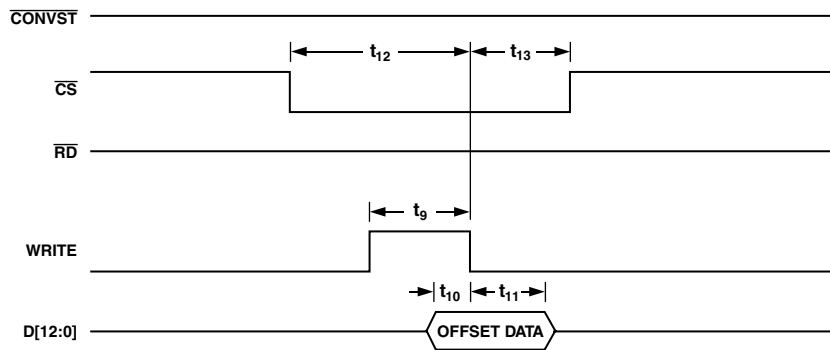 CONVST
t12 t13
CS
RD
t9
WRITE
t10 t11
D[12:0] OFFSET DATA